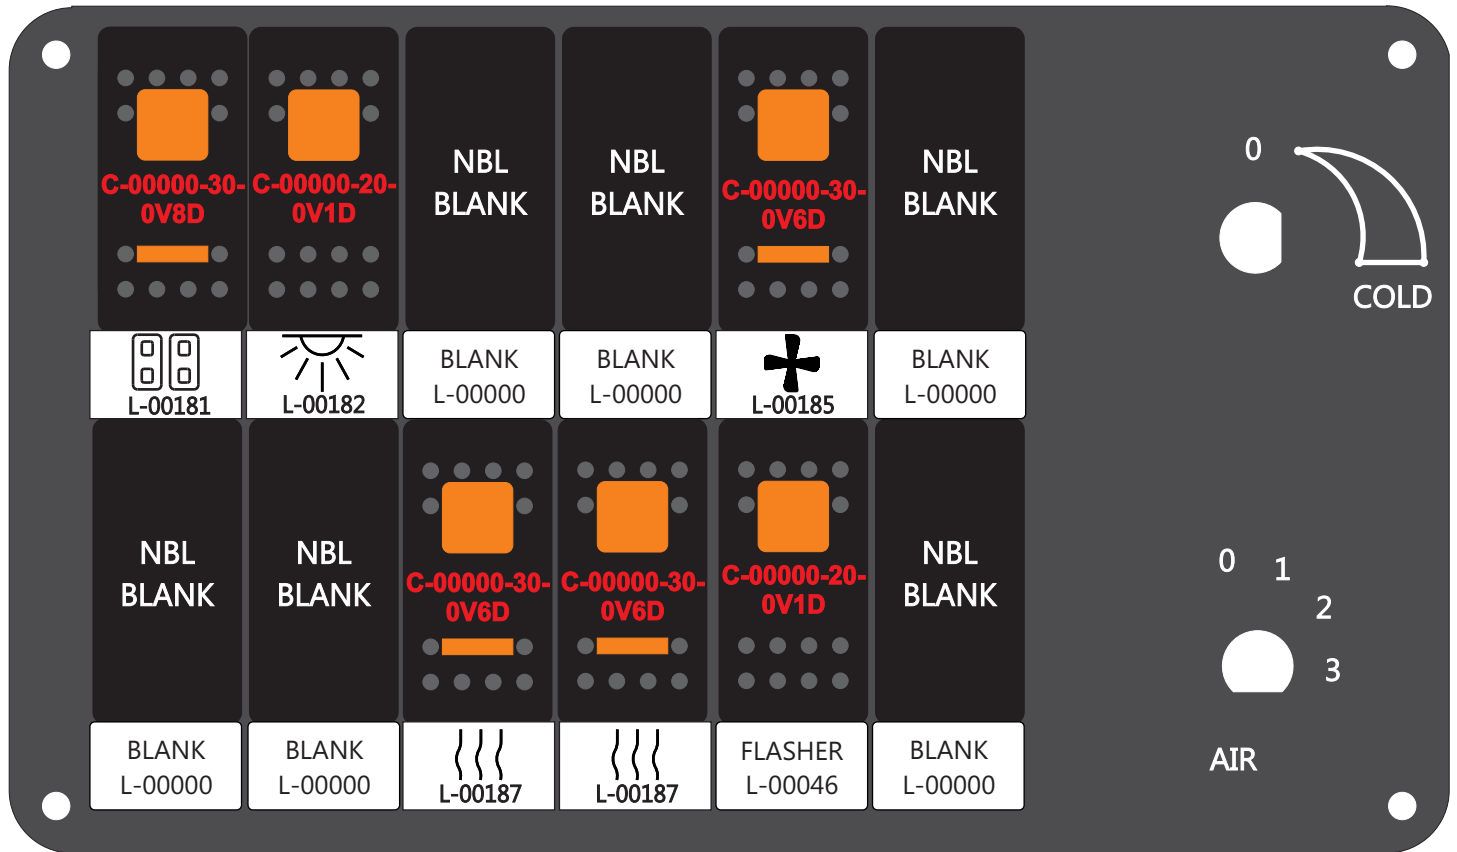 C-00000-30-
0V8D
C-00000-20-
0V1D
NBL
BLANK
NBL
BLANK
C-00000-30-
0V6D
NBL
BLANK
L-00181
L-00182
BLANK
L-00000
BLANK
L-00000
L-00185
BLANK
L-00000
0
COLD
NBL
BLANK
NBL
BLANK
C-00000-30-
0V6D
C-00000-30-
0V6D
C-00000-20-
0V1D
NBL
BLANK
BLANK
L-00000
BLANK
L-00000
L-00187
L-00187
FLASHER
L-00046
BLANK
L-00000
0
1
2
3
AIR